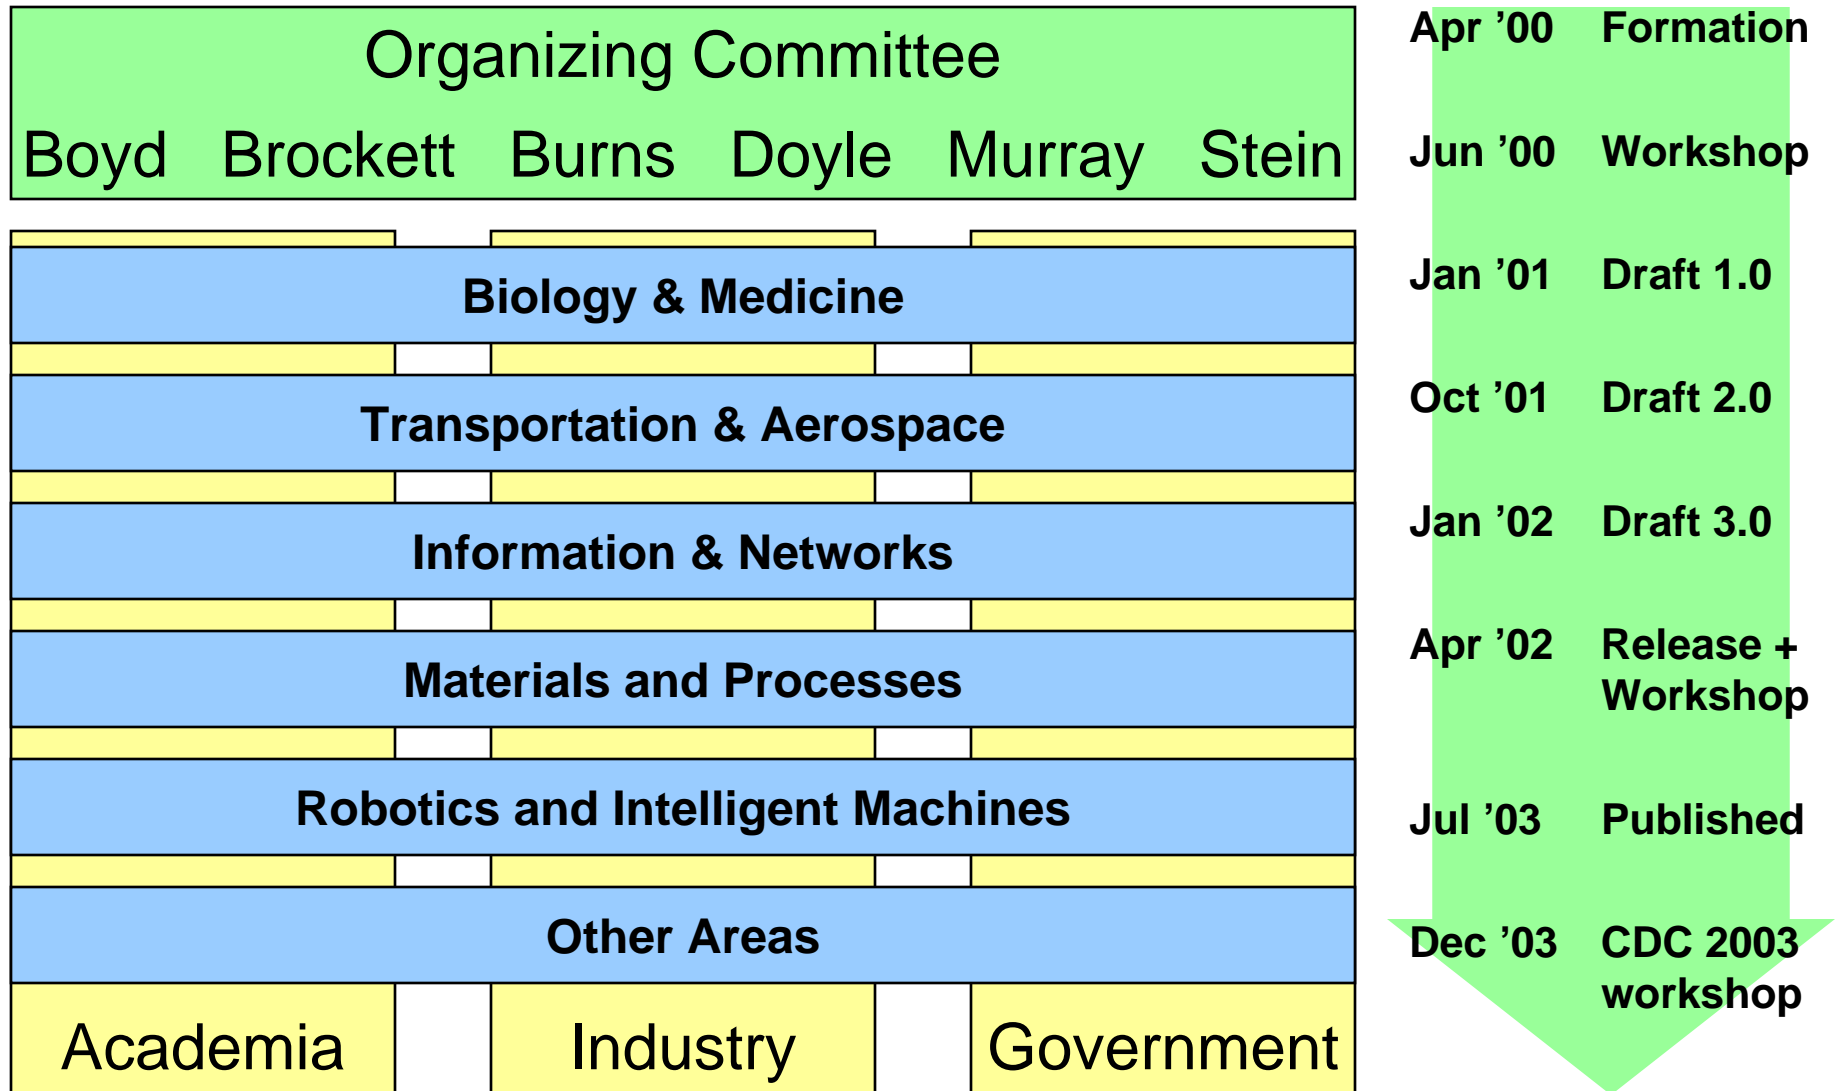 Organizing Committee
Boyd Brockett Burns Doyle Murray Stein
Biology & Medicine
Transportation & Aerospace
Information & Networks
Materials and Processes
Robotics and Intelligent Machines
Other Areas
Academia Industry Government
Apr ’00 Formation
Jun ’00 Workshop
Jan ’01 Draft 1.0
Oct ’01 Draft 2.0
Jan ’02 Draft 3.0
Apr ’02 Release +
Workshop
Jul ’03 Published
Dec ’03 CDC 2003
workshop